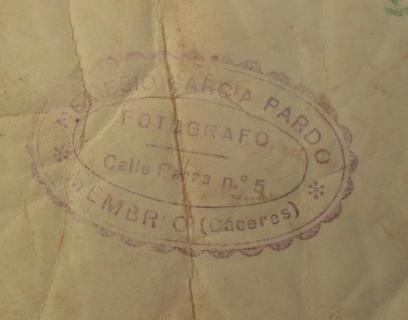 GARCIA PARDO
FOTOGRAFO
Calle Parra n.º 5
MEMBRIO (Cáceres)